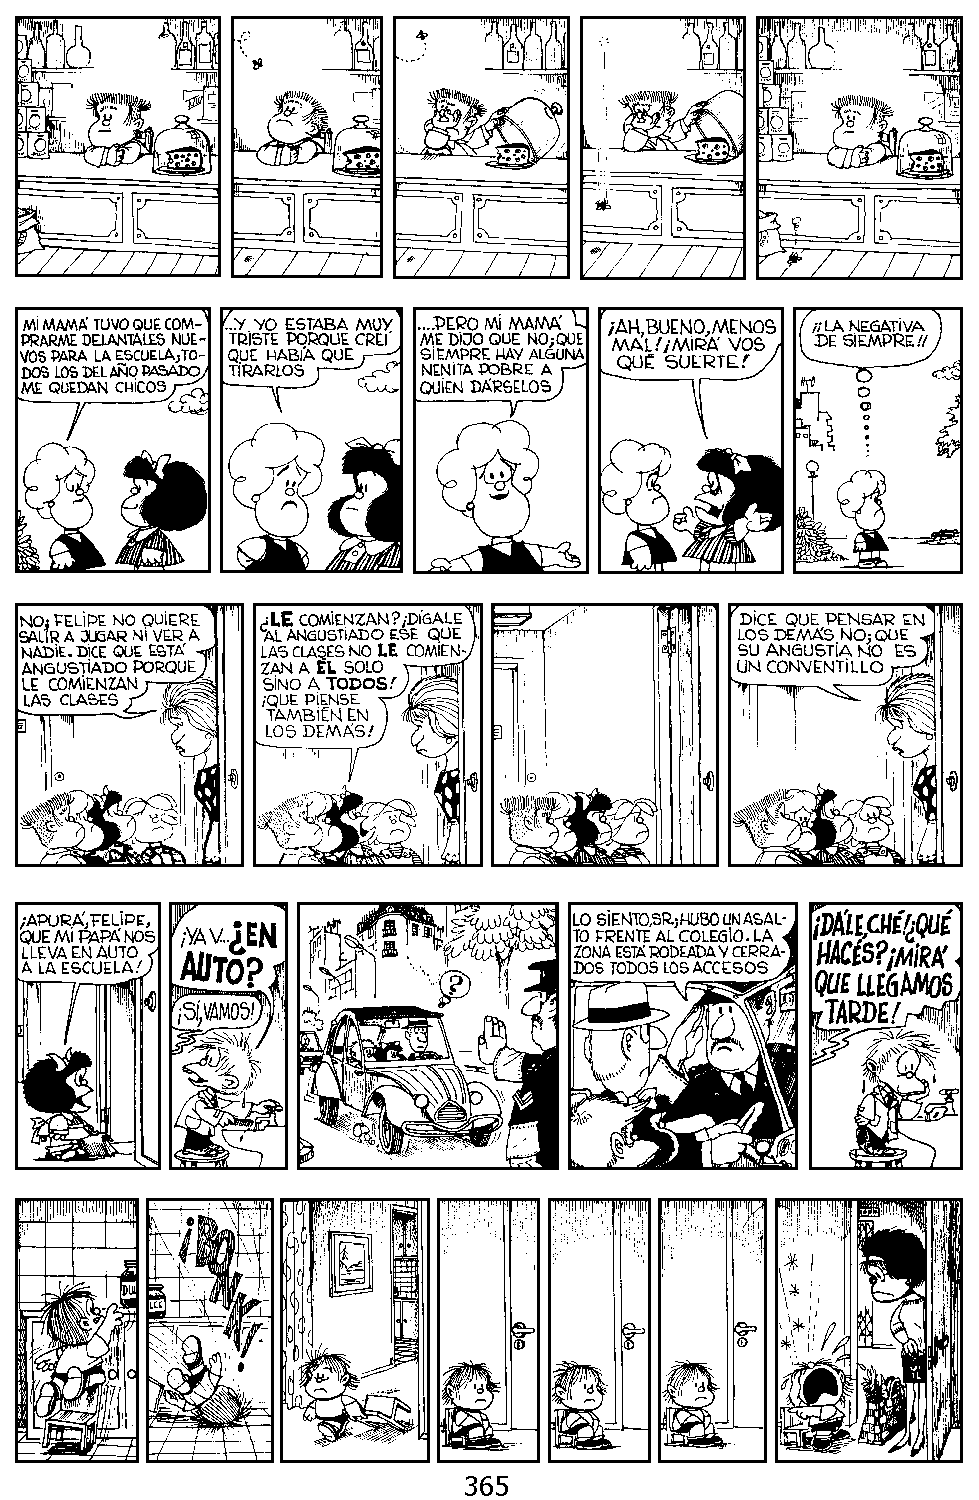 MI MAMÁ TUVO QUE COM-
PRARME DELANTALES NUE-
VOS PARA LA ESCUELA; TO-
DOS LOS DEL AÑO PASADO
ME QUEDAN CHICOS
...Y YO ESTABA MUY
TRISTE PORQUE CREÍ
QUE HABÍA QUE
TIRARLOS
....PERO MI MAMÁ
ME DIJO QUE NO; QUE
SIEMPRE HAY ALGUNA
NENITA POBRE A
QUIEN DÁRSELOS
¡AH, BUENO, MENOS
MAL! ¡MIRÁ VOS
QUÉ SUERTE!
¡¡LA NEGATIVA
DE SIEMPRE!!
NO; FELIPE NO QUIERE
SALIR A JUGAR NI VER A
NADIE. DICE QUE ESTÁ
ANGUSTIADO PORQUE
LE COMIENZAN
LAS CLASES
¿LE COMIENZAN? ¡DÍGALE
AL ANGUSTIADO ESE QUE
LAS CLASES NO LE COMIEN-
ZAN A ÉL SOLO
SINO A TODOS!
¡QUE PIENSE
TAMBIÉN EN
LOS DEMÁS!
DICE QUE PENSAR EN
LOS DEMÁS NO; QUE
SU ANGUSTIA NO ES
UN CONVENTILLO
¡APURÁ, FELIPE,
QUE MI PAPÁ NOS
LLEVA EN AUTO
A LA ESCUELA!
¡YA V... ¿EN
AUTO?
¡SÍ, VAMOS!
?
LO SIENTO, SR.; HUBO UN ASAL-
TO FRENTE AL COLEGIO. LA
ZONA ESTÁ RODEADA Y CERRA-
DOS TODOS LOS ACCESOS
¡DÁLE, CHÉ! ¿QUÉ
HACÉS? ¡MIRÁ
QUE LLEGAMOS
TARDE!
¡BONK!
365